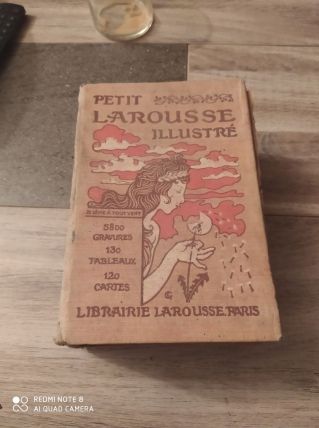 PETIT
LAROUSSE
ILLUSTRÉ
JE SÈME À TOUT VENT
5800
GRAVURES
130
TABLEAUX
120
CARTES
LIBRAIRIE LAROUSSE. PARIS
REDMI NOTE 8
AI QUAD CAMERA